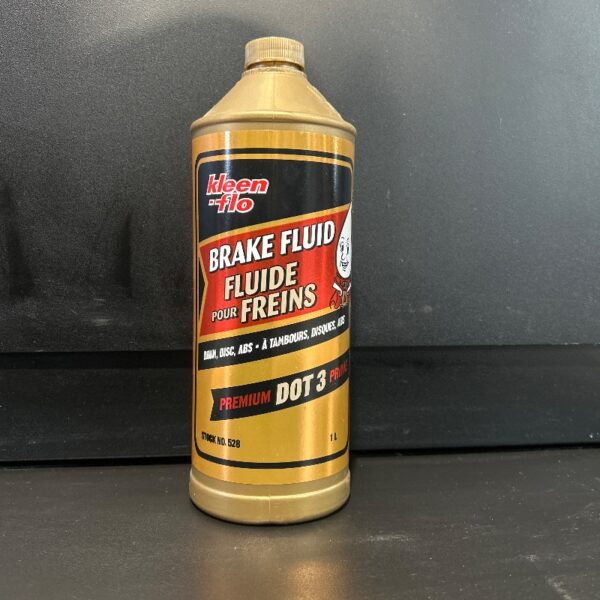 kleen
-flo
BRAKE FLUID
FLUIDE
POUR FREINS
DISC, ABS • À TAMBOURS, DISQUES, ABS
PREMIUM DOT 3
STOCK NO. 528
1 L